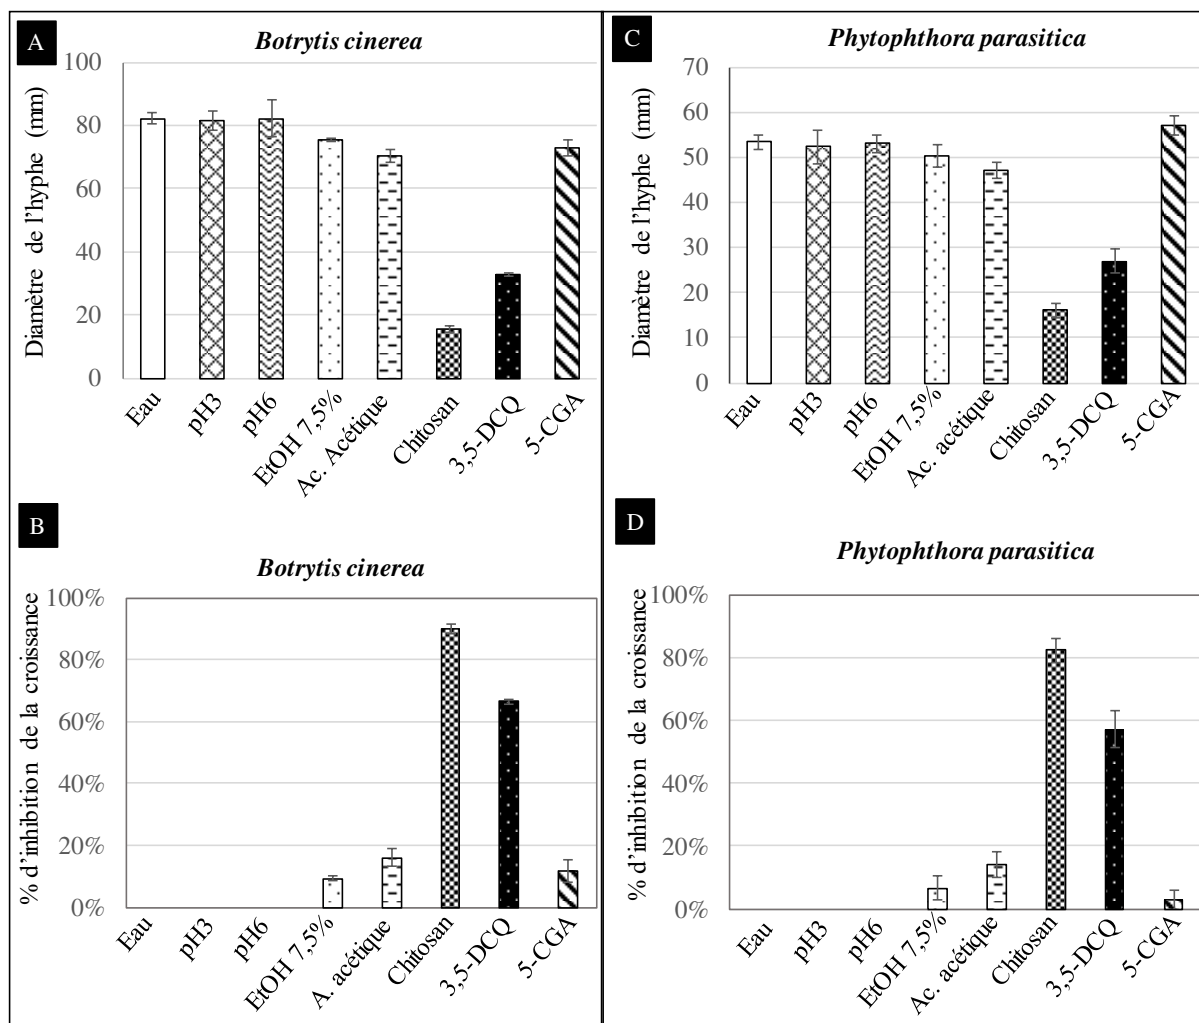 A
Botrytis cinerea
Diamètre de l'hyphe (mm)
100
80
60
40
20
0
Eau
pH3
pH6
EtOH 7,5%
Ac. Acétique
Chitosan
3,5-DCQ
5-CGA
C
Phytophthora parasitica
Diamètre de l'hyphe (mm)
70
60
50
40
30
20
10
0
Eau
pH3
pH6
EtOH 7,5%
Ac. acétique
Chitosan
3,5-DCQ
5-CGA
B
Botrytis cinerea
% d'inhibition de la croissance
100%
80%
60%
40%
20%
0%
Eau
pH3
pH6
EtOH 7,5%
A. acétique
Chitosan
3,5-DCQ
5-CGA
D
Phytophthora parasitica
% d'inhibition de la croissance
100%
80%
60%
40%
20%
0%
Eau
pH3
pH6
EtOH 7,5%
Ac. acétique
Chitosan
3,5-DCQ
5-CGA